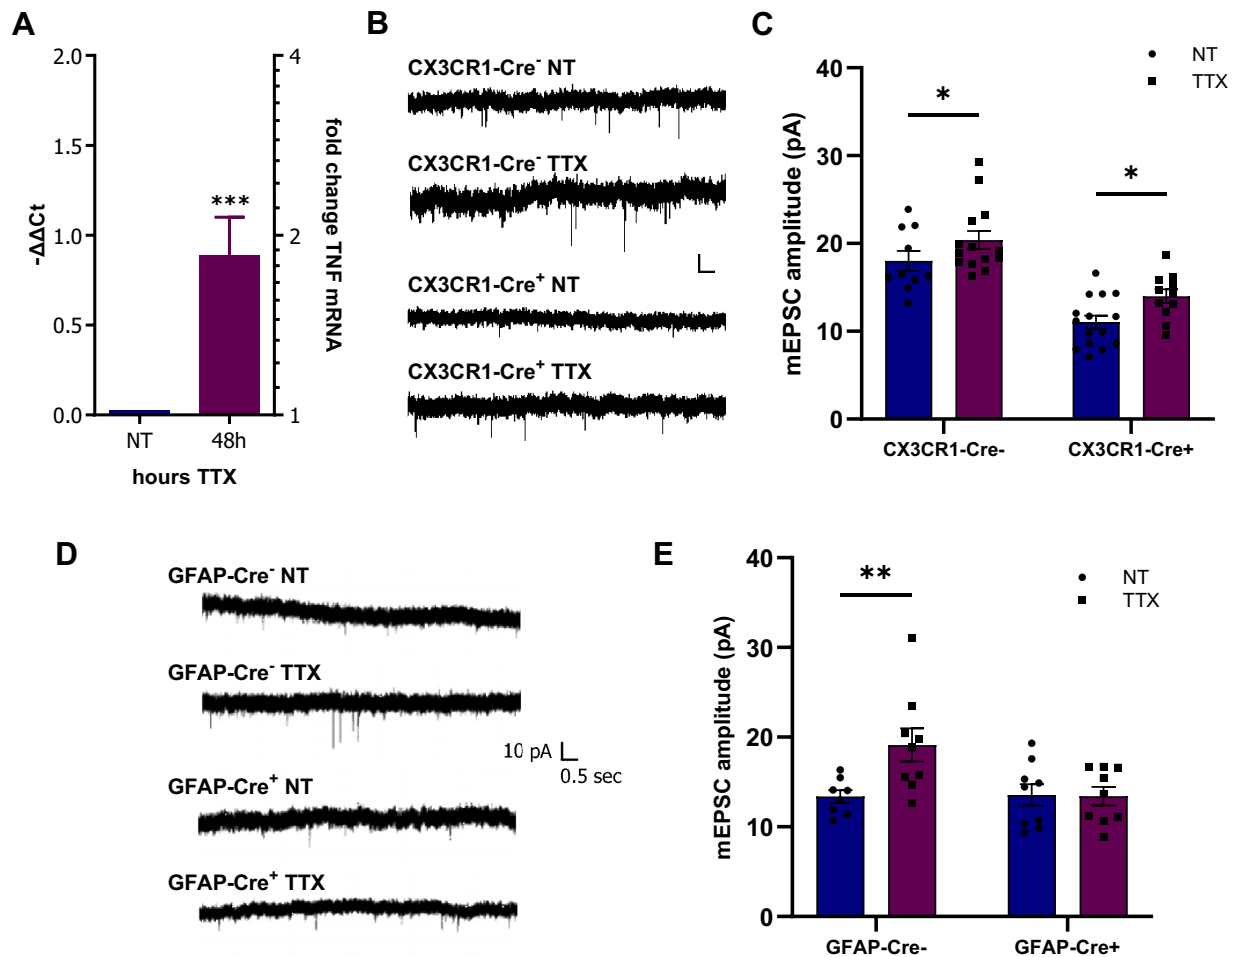 A
2.0
1.5
1.0
0.5
0.0
-ΔΔCt
***
4
2
1
fold change TNF mRNA
NT
48h
hours TTX
B
CX3CR1-Cre⁻ NT
CX3CR1-Cre⁻ TTX
CX3CR1-Cre⁺ NT
CX3CR1-Cre⁺ TTX
C
NT
TTX
40
30
20
10
0
mEPSC amplitude (pA)
*
*
CX3CR1-Cre-
CX3CR1-Cre+
D
GFAP-Cre⁻ NT
GFAP-Cre⁻ TTX
10 pA
0.5 sec
GFAP-Cre⁺ NT
GFAP-Cre⁺ TTX
E
NT
TTX
40
30
20
10
0
mEPSC amplitude (pA)
**
GFAP-Cre-
GFAP-Cre+